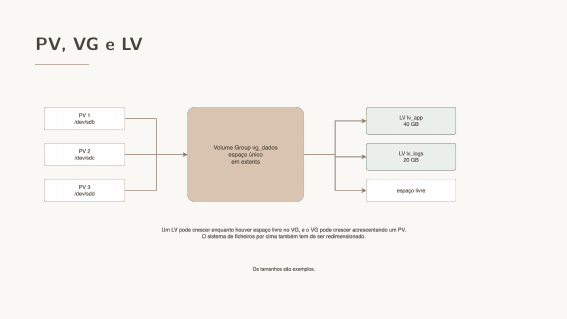 PV, VG e LV
PV 1
/dev/sdb
PV 2
/dev/sdc
PV 3
/dev/sdd
Volume Group vg_dados
espaço único
em extents
LV lv_app
40 GB
LV lv_logs
20 GB
espaço livre
Um LV pode crescer enquanto houver espaço livre no VG, e o VG pode crescer acrescentando um PV.
O sistema de ficheiros por cima também tem de ser redimensionado.
Os tamanhos são exemplos.